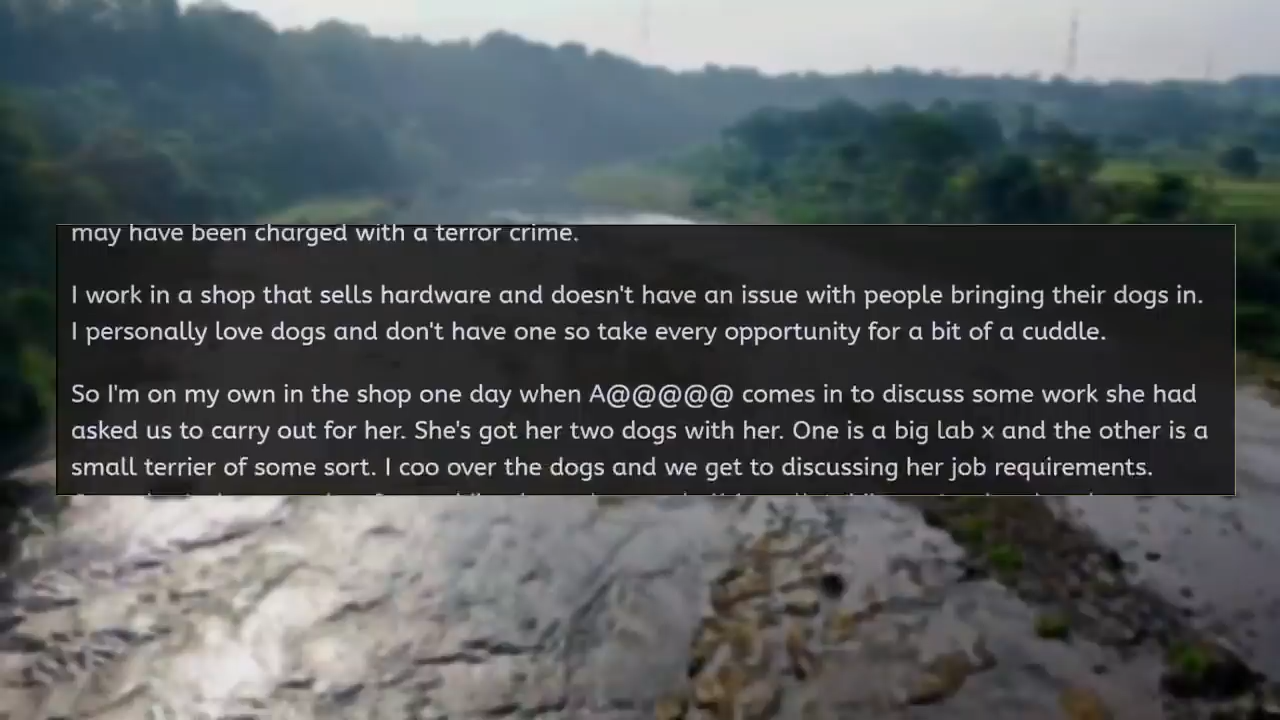 may have been charged with a terror crime.
I work in a shop that sells hardware and doesn't have an issue with people bringing their dogs in.
I personally love dogs and don't have one so take every opportunity for a bit of a cuddle.
So I'm on my own in the shop one day when A@@@@@ comes in to discuss some work she had
asked us to carry out for her. She's got her two dogs with her. One is a big lab x and the other is a
small terrier of some sort. I coo over the dogs and we get to discussing her job requirements.